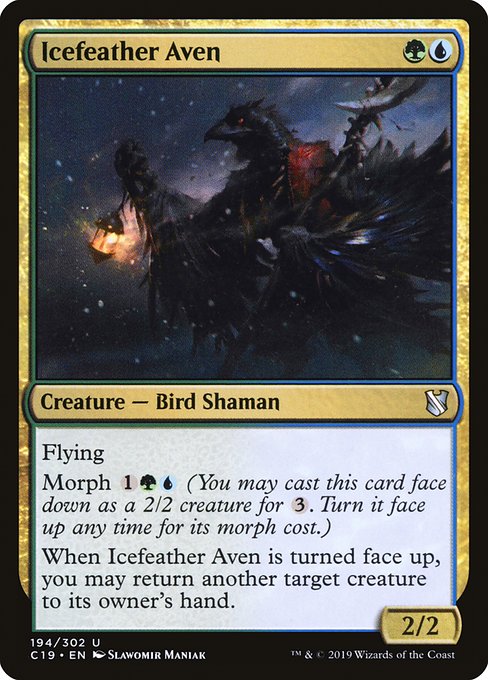 Icefeather Aven
Creature — Bird Shaman
Flying
Morph 1 (You may cast this card face
down as a 2/2 creature for 3. Turn it face
up any time for its morph cost.)
When Icefeather Aven is turned face up,
you may return another target creature
to its owner's hand.
2/2
194/302 U
C19 • EN Slawomir Maniak
™ & © 2019 Wizards of the Coast